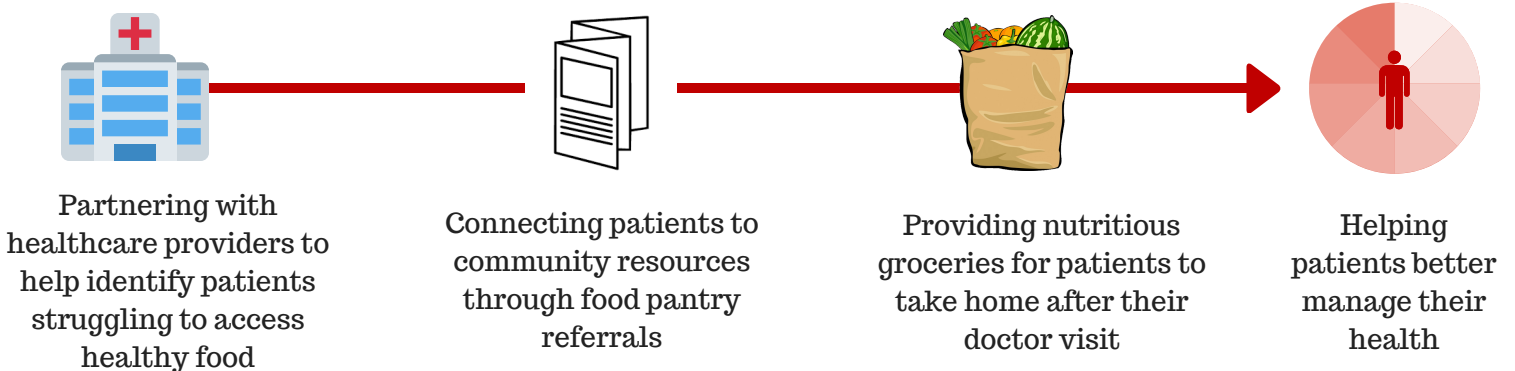 Partnering with
healthcare providers to
help identify patients
struggling to access
healthy food
Connecting patients to
community resources
through food pantry
referrals
Providing nutritious
groceries for patients to
take home after their
doctor visit
Helping
patients better
manage their
health